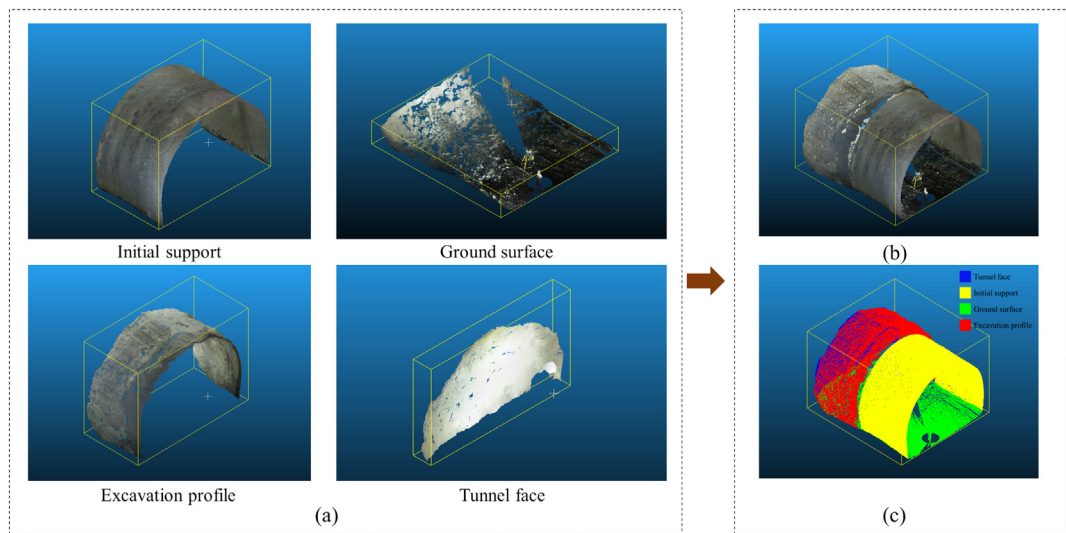 Initial support
Ground surface
Excavation profile
Tunnel face
(a)
(b)
Tunnel face
Initial support
Ground surface
Excavation profile
(c)